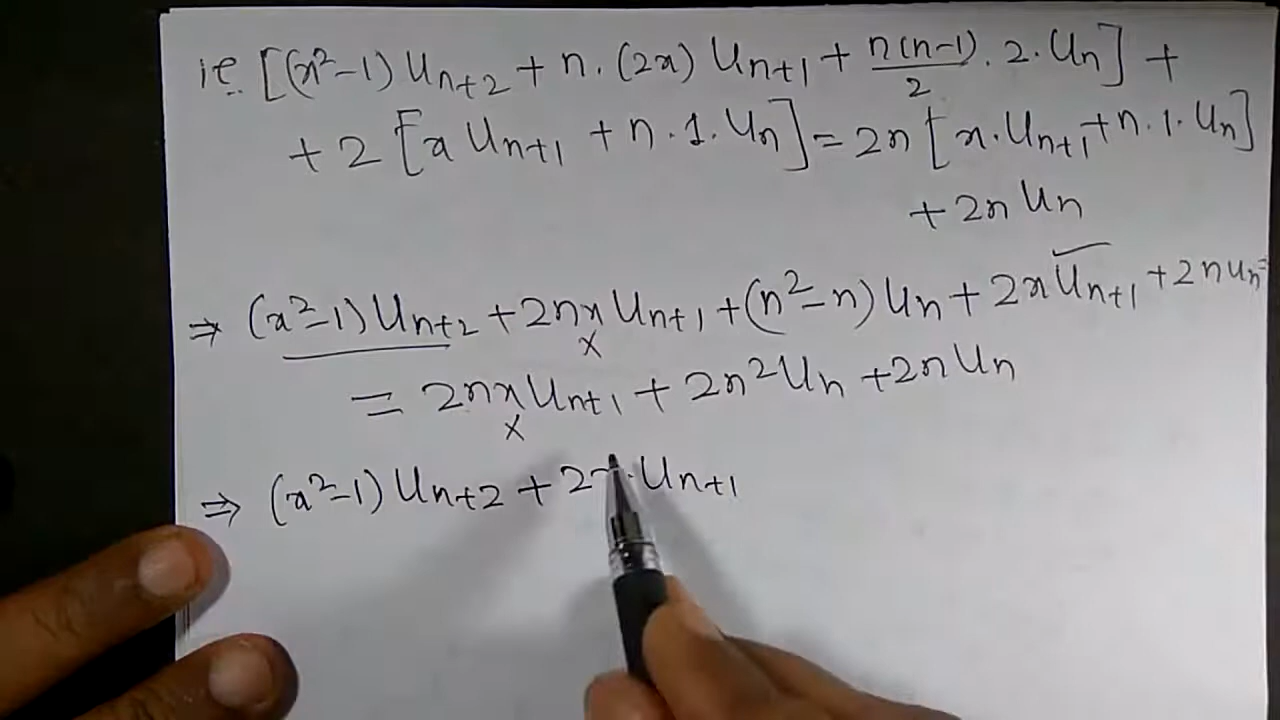 ie [(x²-1) Uₙ₊₂ + n. (2x) Uₙ₊₁ + n(n-1)/2 . 2. Uₙ] +
+ 2 [x Uₙ₊₁ + n . 1. Uₙ] = 2n [x. Uₙ₊₁ + n. 1. Uₙ]
+ 2n Uₙ
⇒ (x²-1) Uₙ₊₂ + 2nx Uₙ₊₁ + (n²-n) Uₙ + 2x Uₙ₊₁ + 2n Uₙ =
x
= 2nx Uₙ₊₁ + 2n² Uₙ + 2n Uₙ
x
⇒ (x²-1) Uₙ₊₂ + 2x. Uₙ₊₁